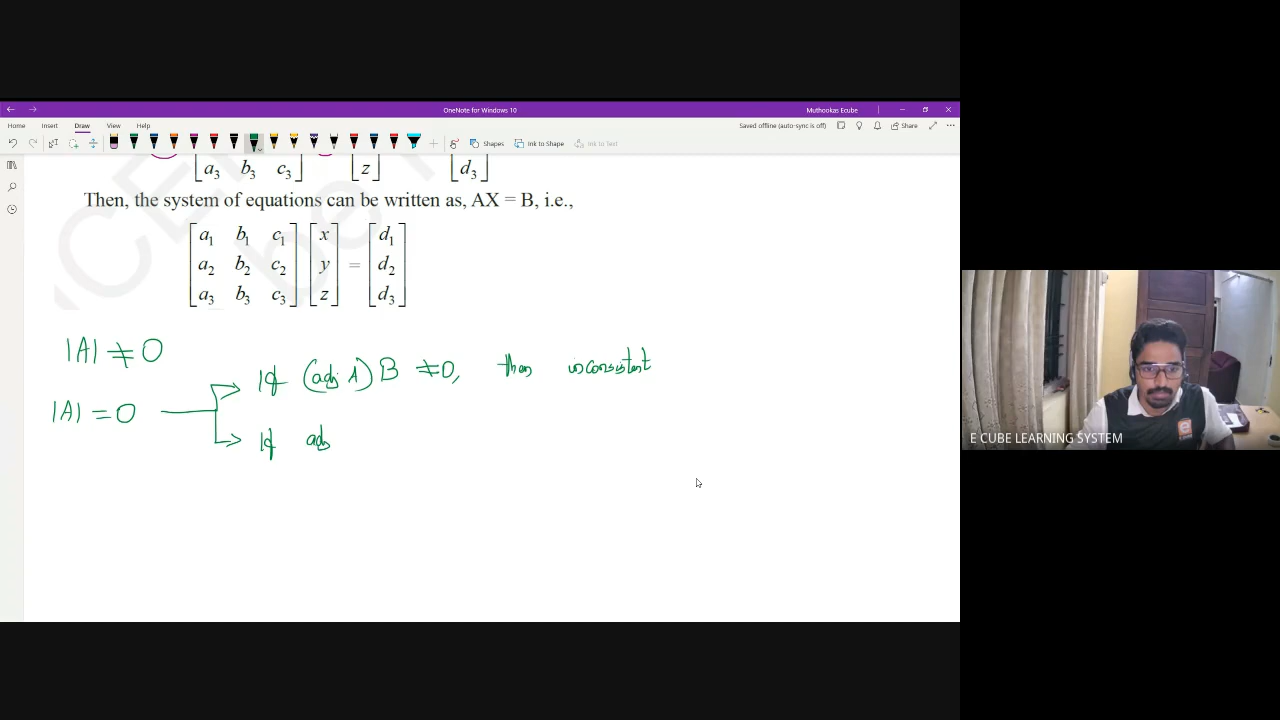 OneNote for Windows 10
Muthookas Ecube
Home Insert Draw View Help
Saved offline (auto-sync is off)
Share
Shapes
Ink to Shape
Ink to Text
a3 b3 c3 z d3
Then, the system of equations can be written as, AX = B, i.e.,
a1 b1 c1 x d1
a2 b2 c2 y = d2
a3 b3 c3 z d3
|A| ≠ 0
If (adj A) B ≠ 0, then inconsistent
|A| = 0
If adj
E CUBE LEARNING SYSTEM